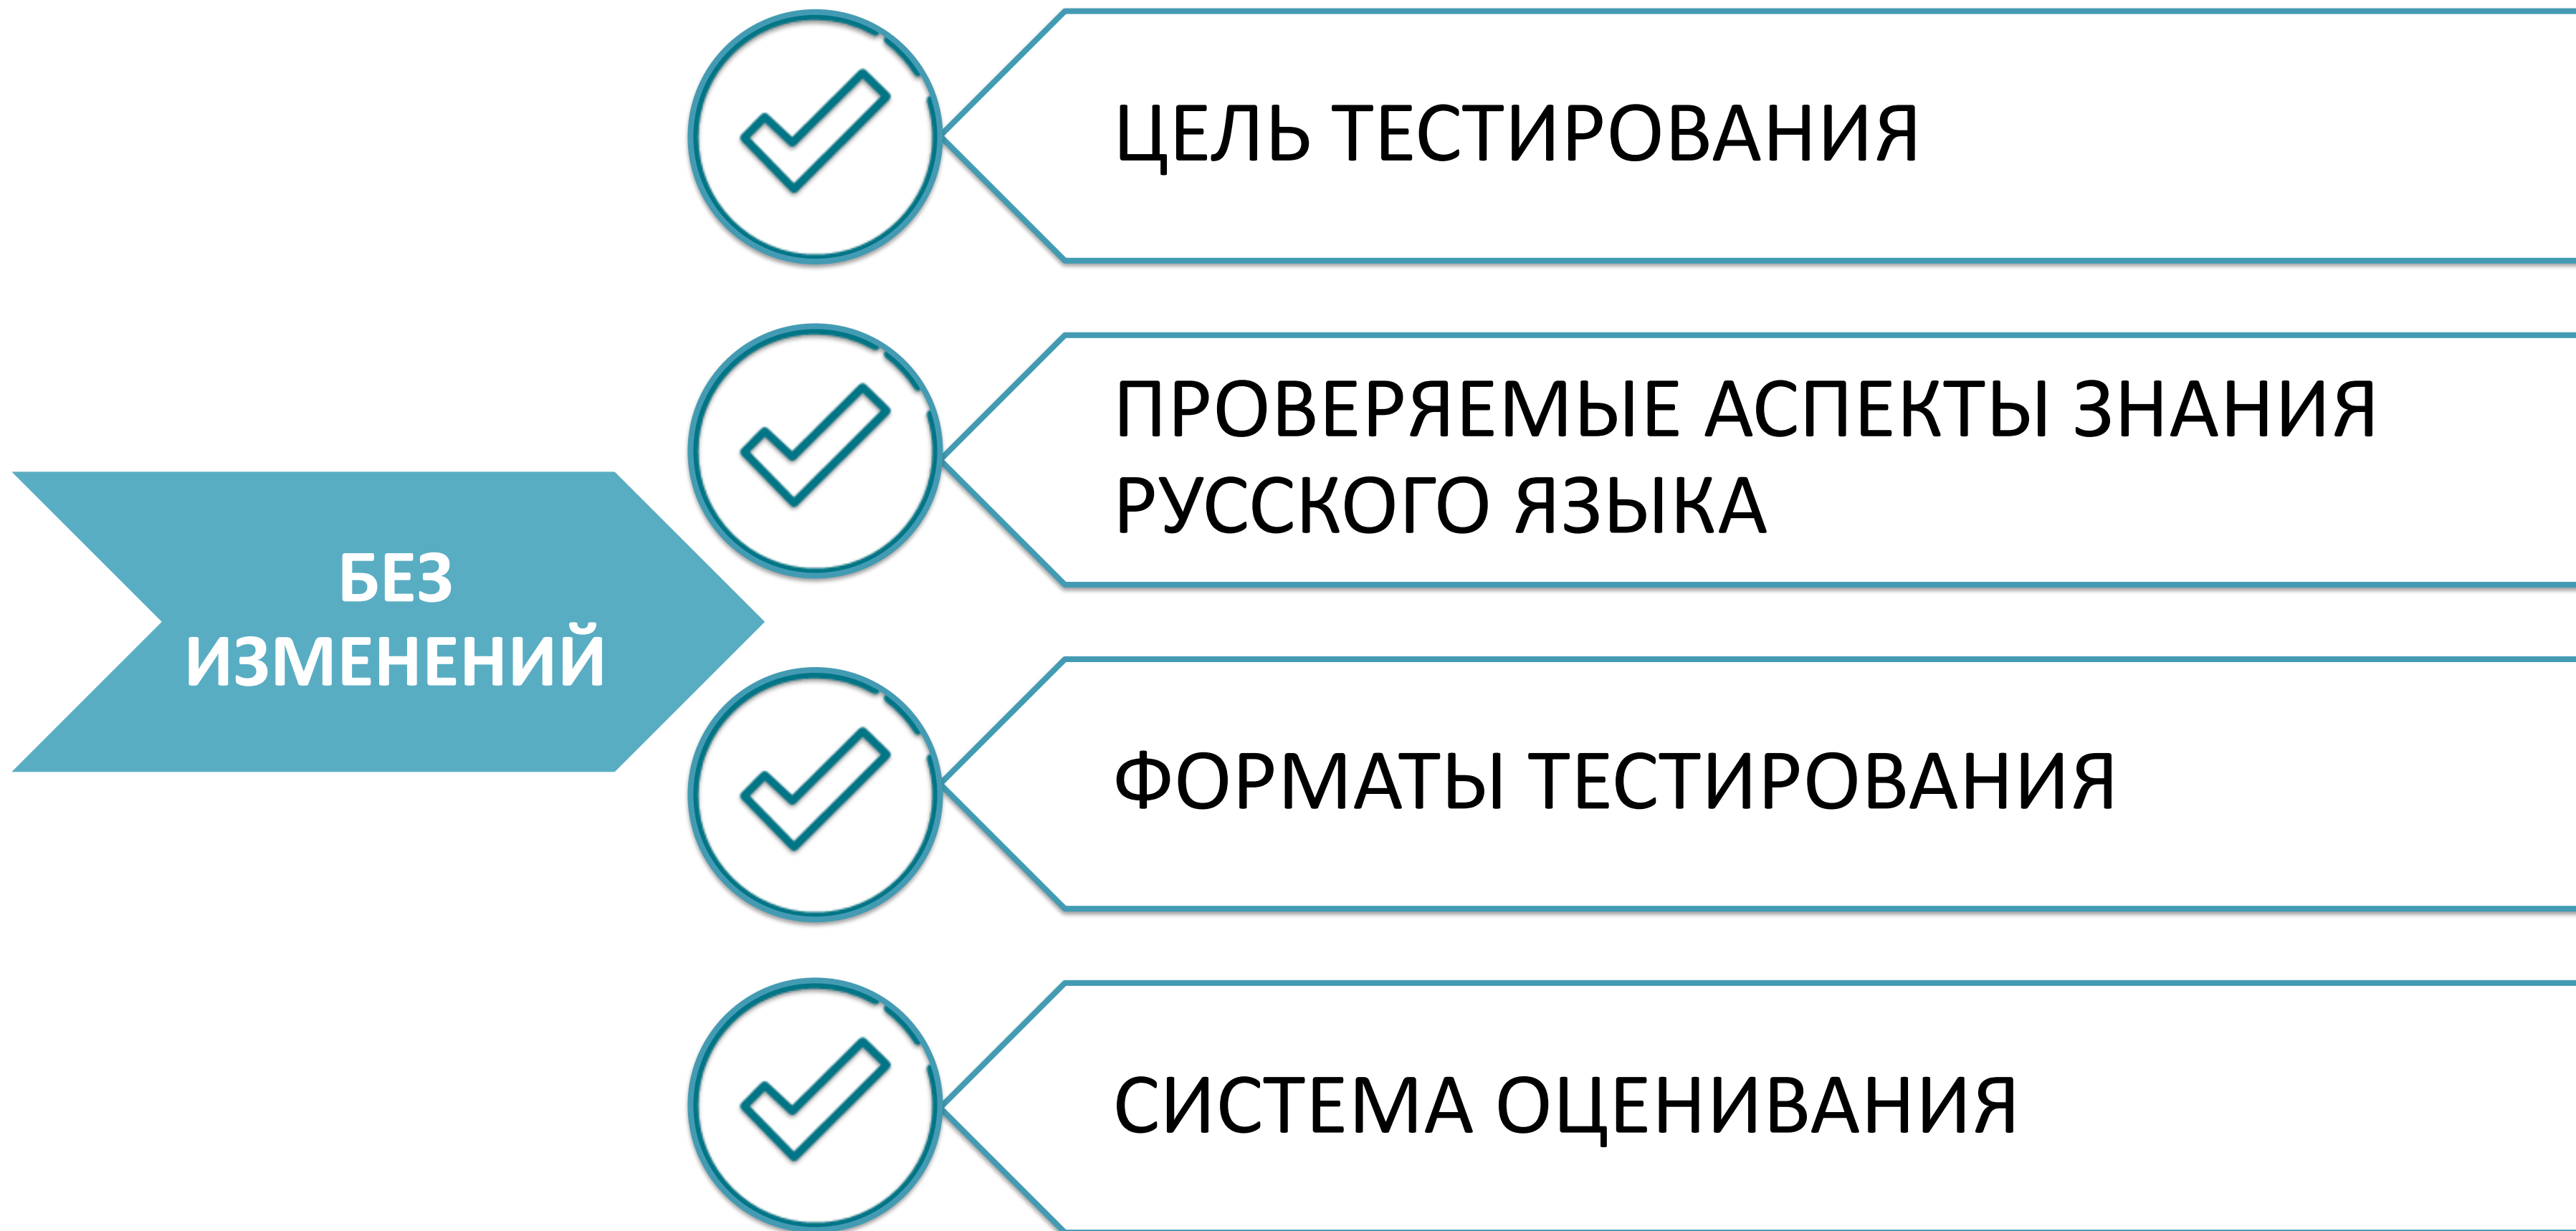 БЕЗ
ИЗМЕНЕНИЙ
ЦЕЛЬ ТЕСТИРОВАНИЯ
ПРОВЕРЯЕМЫЕ АСПЕКТЫ ЗНАНИЯ
РУССКОГО ЯЗЫКА
ФОРМАТЫ ТЕСТИРОВАНИЯ
СИСТЕМА ОЦЕНИВАНИЯ